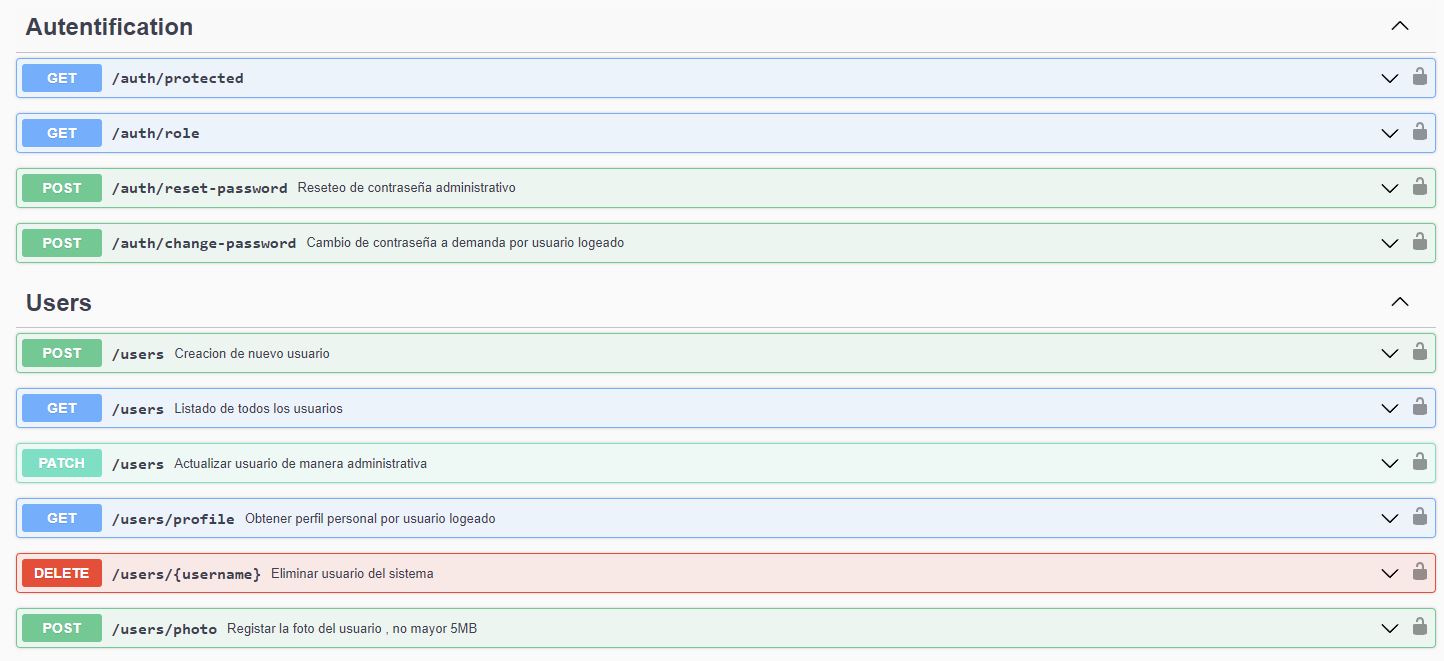 Autentification
GET /auth/protected
GET /auth/role
POST /auth/reset-password Reseteo de contraseña administrativo
POST /auth/change-password Cambio de contraseña a demanda por usuario logeado
Users
POST /users Creacion de nuevo usuario
GET /users Listado de todos los usuarios
PATCH /users Actualizar usuario de manera administrativa
GET /users/profile Obtener perfil personal por usuario logeado
DELETE /users/{username} Eliminar usuario del sistema
POST /users/photo Registar la foto del usuario , no mayor 5MB